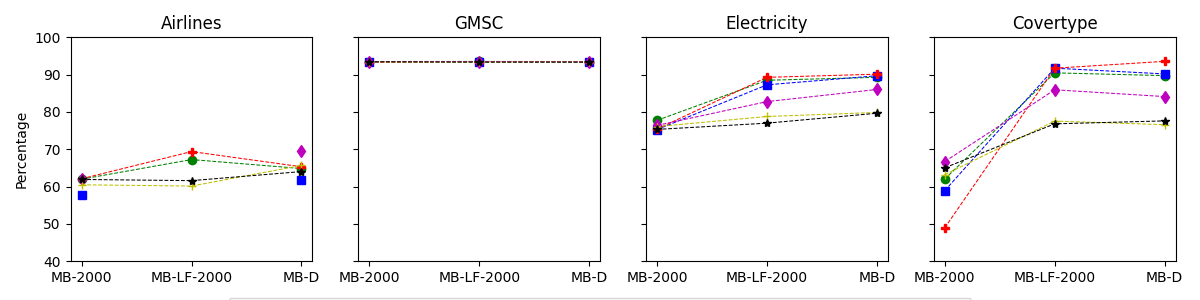 Airlines GMSC Electricity Covertype
100
90
80
70
60
50
40
Percentage
MB-2000 MB-LF-2000 MB-D MB-2000 MB-LF-2000 MB-D MB-2000 MB-LF-2000 MB-D MB-2000 MB-LF-2000 MB-D